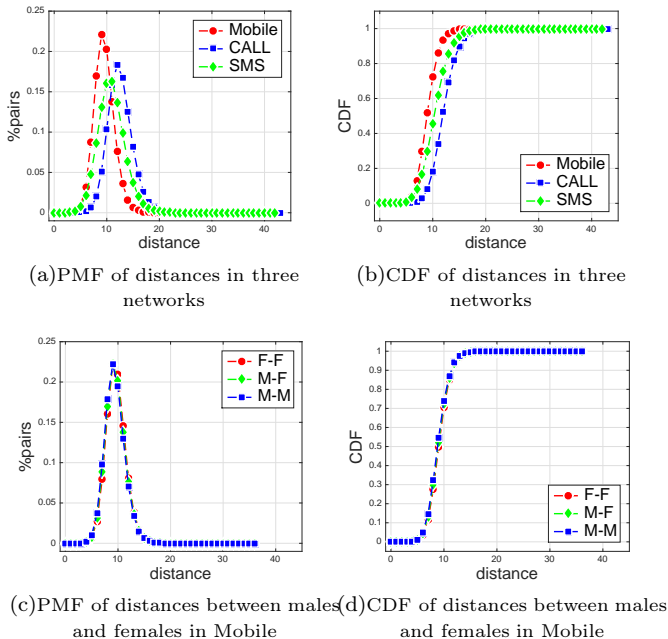 0.25
0.2
0.15
0.1
0.05
0
%pairs
0 10 20 30 40
distance
Mobile
CALL
SMS
(a)PMF of distances in three
networks
1
0.8
0.6
0.4
0.2
0
CDF
0 10 20 30 40
distance
Mobile
CALL
SMS
(b)CDF of distances in three
networks
0.25
0.2
0.15
0.1
0.05
0
%pairs
0 10 20 30 40
distance
F-F
M-F
M-M
(c)PMF of distances between males
and females in Mobile
1
0.9
0.8
0.7
0.6
0.5
0.4
0.3
0.2
0.1
0
CDF
0 10 20 30 40
distance
F-F
M-F
M-M
(d)CDF of distances between males
and females in Mobile